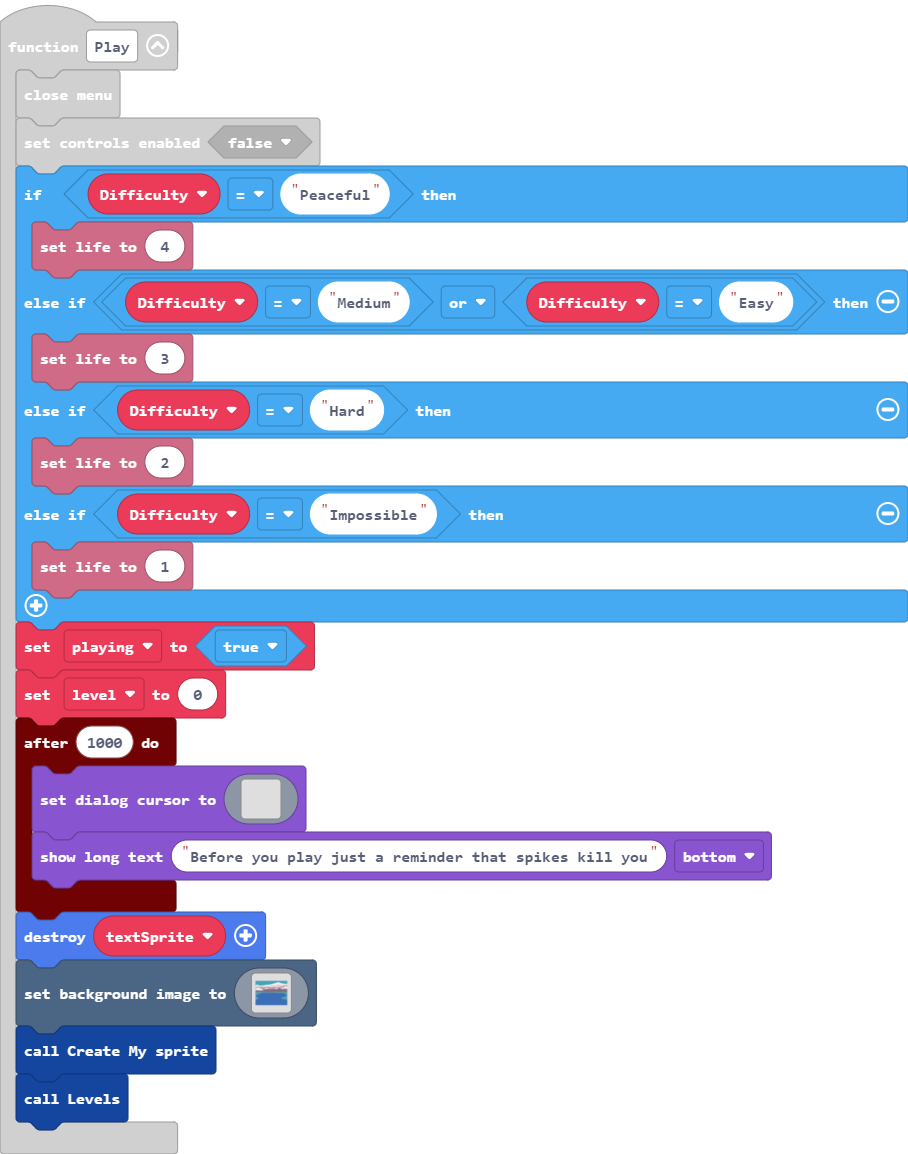 function Play
close menu
set controls enabled false
if Difficulty = "Peaceful" then
set life to 4
else if Difficulty = "Medium" or Difficulty = "Easy" then
set life to 3
else if Difficulty = "Hard" then
set life to 2
else if Difficulty = "Impossible" then
set life to 1
set playing to true
set level to 0
after 1000 do
set dialog cursor to
show long text "Before you play just a reminder that spikes kill you" bottom
destroy textSprite
set background image to
call Create My sprite
call Levels